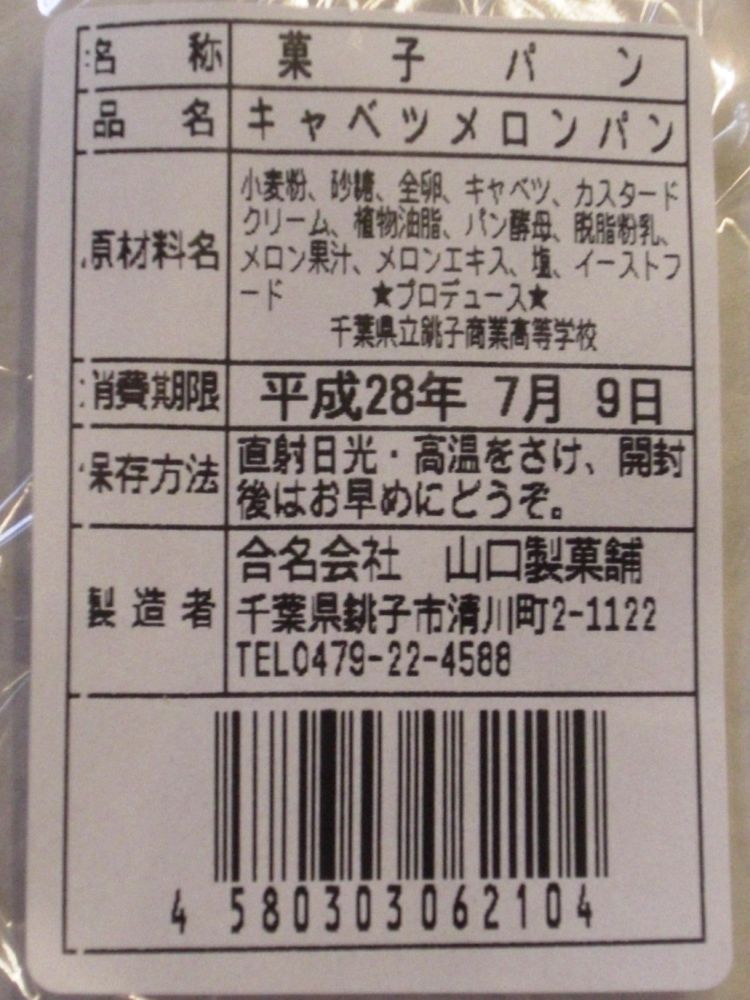 名称 菓子パン
品名 キャベツメロンパン
原材料名 小麦粉、砂糖、全卵、キャベツ、カスタード
クリーム、植物油脂、パン酵母、脱脂粉乳、
メロン果汁、メロンエキス、塩、イーストフ
ード ★プロデュース★
千葉県立銚子商業高等学校
消費期限 平成28年 7月 9日
保存方法 直射日光・高温をさけ、開封
後はお早めにどうぞ。
製造者 合名会社 山口製菓舗
千葉県銚子市清川町2-1122
TEL0479-22-4588
4 580303062104